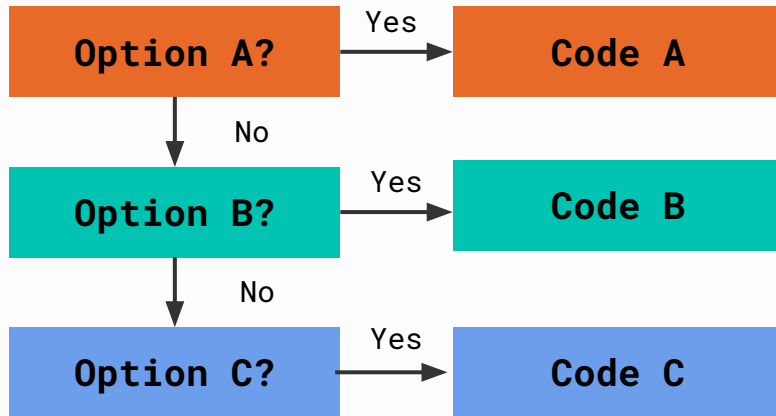 Option A?
Yes
Code A
No
Option B?
Yes
Code B
No
Option C?
Yes
Code C